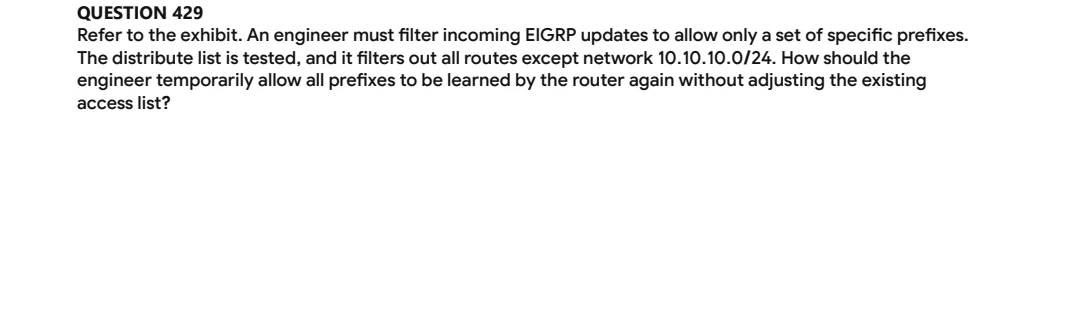 QUESTION 429
Refer to the exhibit. An engineer must filter incoming EIGRP updates to allow only a set of specific prefixes.
The distribute list is tested, and it filters out all routes except network 10.10.10.0/24. How should the
engineer temporarily allow all prefixes to be learned by the router again without adjusting the existing
access list?